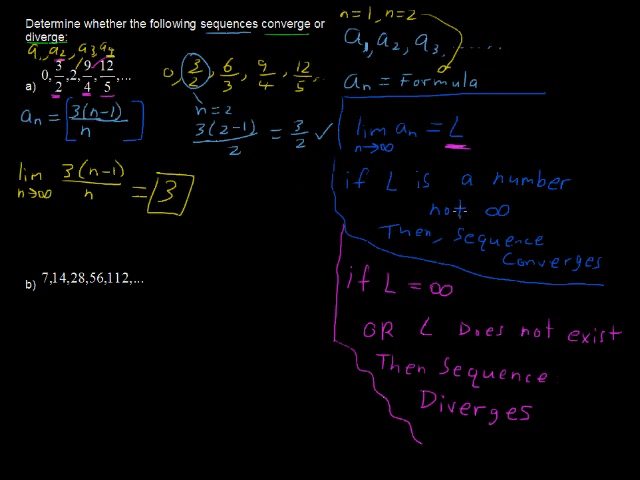 Determine whether the following sequences converge or
diverge:
a₁, a₂, a₃, a₄
a) 0, 3/2, 2, 9/4, 12/5, ...
0, 3/2, 6/3, 9/4, 12/5, ...
aₙ = [3(n-1)/n]
n=2
3(2-1)/2 = 3/2 ✓
lim n→∞ 3(n-1)/n = 3
b) 7,14,28,56,112,...
n=1, n=2
a₁, a₂, a₃, ......
aₙ = Formula
lim n→∞ aₙ = L
if L is a number
not ∞
Then, Sequence
Converges
if L = ∞
OR L Does not exist
Then Sequence
Diverges